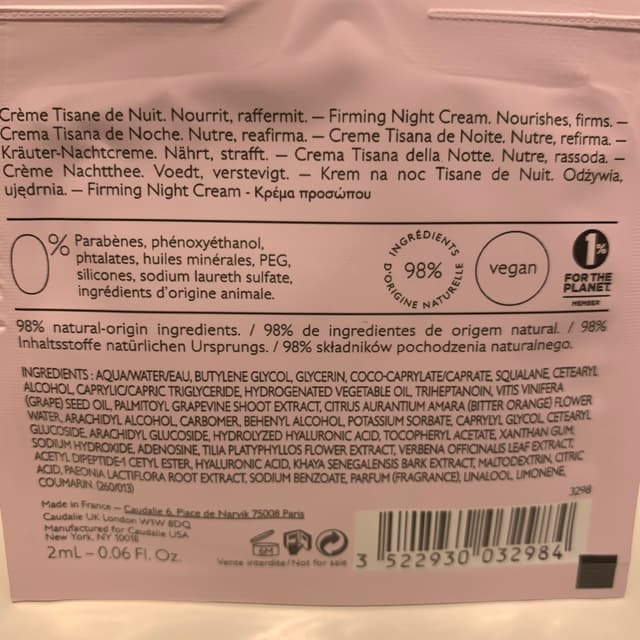 Crème Tisane de Nuit. Nourrit, raffermit. – Firming Night Cream. Nourishes, firms. –
Crema Tisana de Noche. Nutre, reafirma. – Creme Tisana de Noite. Nutre, refirma. –
Kräuter-Nachtcreme. Nährt, strafft. – Crema Tisana della Notte. Nutre, rassoda. –
Crème Nachtthee. Voedt, verstevigt. – Krem na noc Tisane de Nuit. Odżywia,
ujędrnia. – Firming Night Cream - Κρέμα προσώπου
0% Parabènes, phénoxyéthanol,
phtalates, huiles minérales, PEG,
silicones, sodium laureth sulfate,
ingrédients d'origine animale.
INGRÉDIENTS
98%
D'ORIGINE NATURELLE
vegan
1%
FOR THE
PLANET
MEMBER
98% natural-origin ingredients. / 98% de ingredientes de origem natural. / 98%
Inhaltsstoffe natürlichen Ursprungs. / 98% składników pochodzenia naturalnego.
INGREDIENTS : AQUA/WATER/EAU, BUTYLENE GLYCOL, GLYCERIN, COCO-CAPRYLATE/CAPRATE, SQUALANE, CETEARYL
ALCOHOL, CAPRYLIC/CAPRIC TRIGLYCERIDE, HYDROGENATED VEGETABLE OIL, TRIHEPTANOIN, VITIS VINIFERA
(GRAPE) SEED OIL, PALMITOYL GRAPEVINE SHOOT EXTRACT, CITRUS AURANTIUM AMARA (BITTER ORANGE) FLOWER
WATER, ARACHIDYL ALCOHOL, CARBOMER, BEHENYL ALCOHOL, POTASSIUM SORBATE, CAPRYLYL GLYCOL, CETEARYL
GLUCOSIDE, ARACHIDYL GLUCOSIDE, HYDROLYZED HYALURONIC ACID, TOCOPHERYL ACETATE, XANTHAN GUM,
SODIUM HYDROXIDE, ADENOSINE, TILIA PLATYPHYLLOS FLOWER EXTRACT, VERBENA OFFICINALIS LEAF EXTRACT,
ACETYL DIPEPTIDE-1 CETYL ESTER, HYALURONIC ACID, KHAYA SENEGALENSIS BARK EXTRACT, MALTODEXTRIN, CITRIC
ACID, PAEONIA LACTIFLORA ROOT EXTRACT, SODIUM BENZOATE, PARFUM (FRAGRANCE), LINALOOL, LIMONENE,
COUMARIN. (260/013)
3298
Made in France – Caudalie 6, Place de Narvik 75008 Paris
Caudalie UK London W1W 8DQ
Manufactured for Caudalie USA
New York, NY 10018
2mL – 0.06 Fl. Oz.
6M
Vente interdite/Not for sale
3 522930 032984